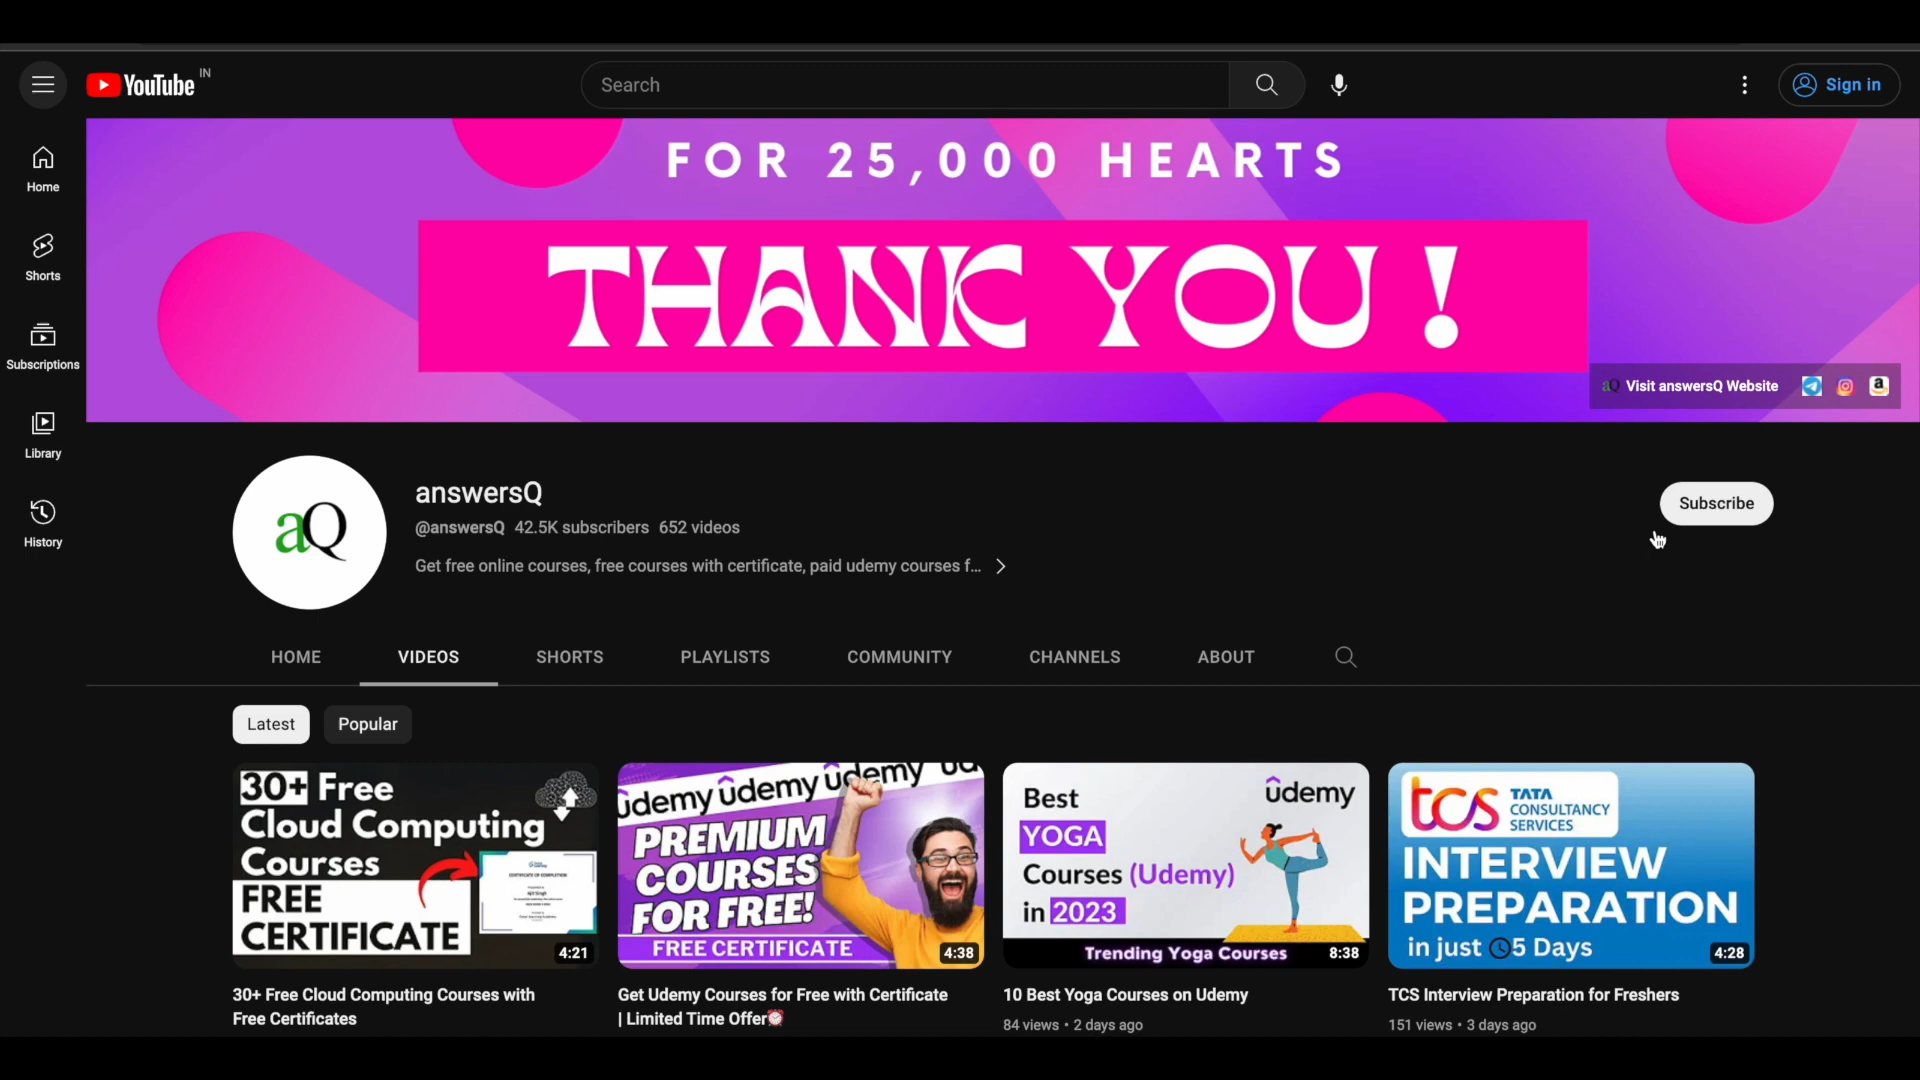 YouTube IN
Search
Sign in
Home
Shorts
Subscriptions
Library
History
FOR 25,000 HEARTS
THANK YOU !
aQ Visit answersQ Website
aQ
answersQ
@answersQ 42.5K subscribers 652 videos
Get free online courses, free courses with certificate, paid udemy courses f...
Subscribe
HOME VIDEOS SHORTS PLAYLISTS COMMUNITY CHANNELS ABOUT
Latest Popular
30+ Free
Cloud Computing
Courses
FREE
CERTIFICATE
CERTIFICATE OF COMPLETION
4:21
udemy udemy udemy
PREMIUM
COURSES
FOR FREE!
FREE CERTIFICATE
4:38
udemy
Best
YOGA
Courses (Udemy)
in 2023
Trending Yoga Courses
8:38
tcs TATA
CONSULTANCY
SERVICES
INTERVIEW
PREPARATION
in just 5 Days
4:28
30+ Free Cloud Computing Courses with
Free Certificates
Get Udemy Courses for Free with Certificate
| Limited Time Offer⏰
10 Best Yoga Courses on Udemy
84 views • 2 days ago
TCS Interview Preparation for Freshers
151 views • 3 days ago